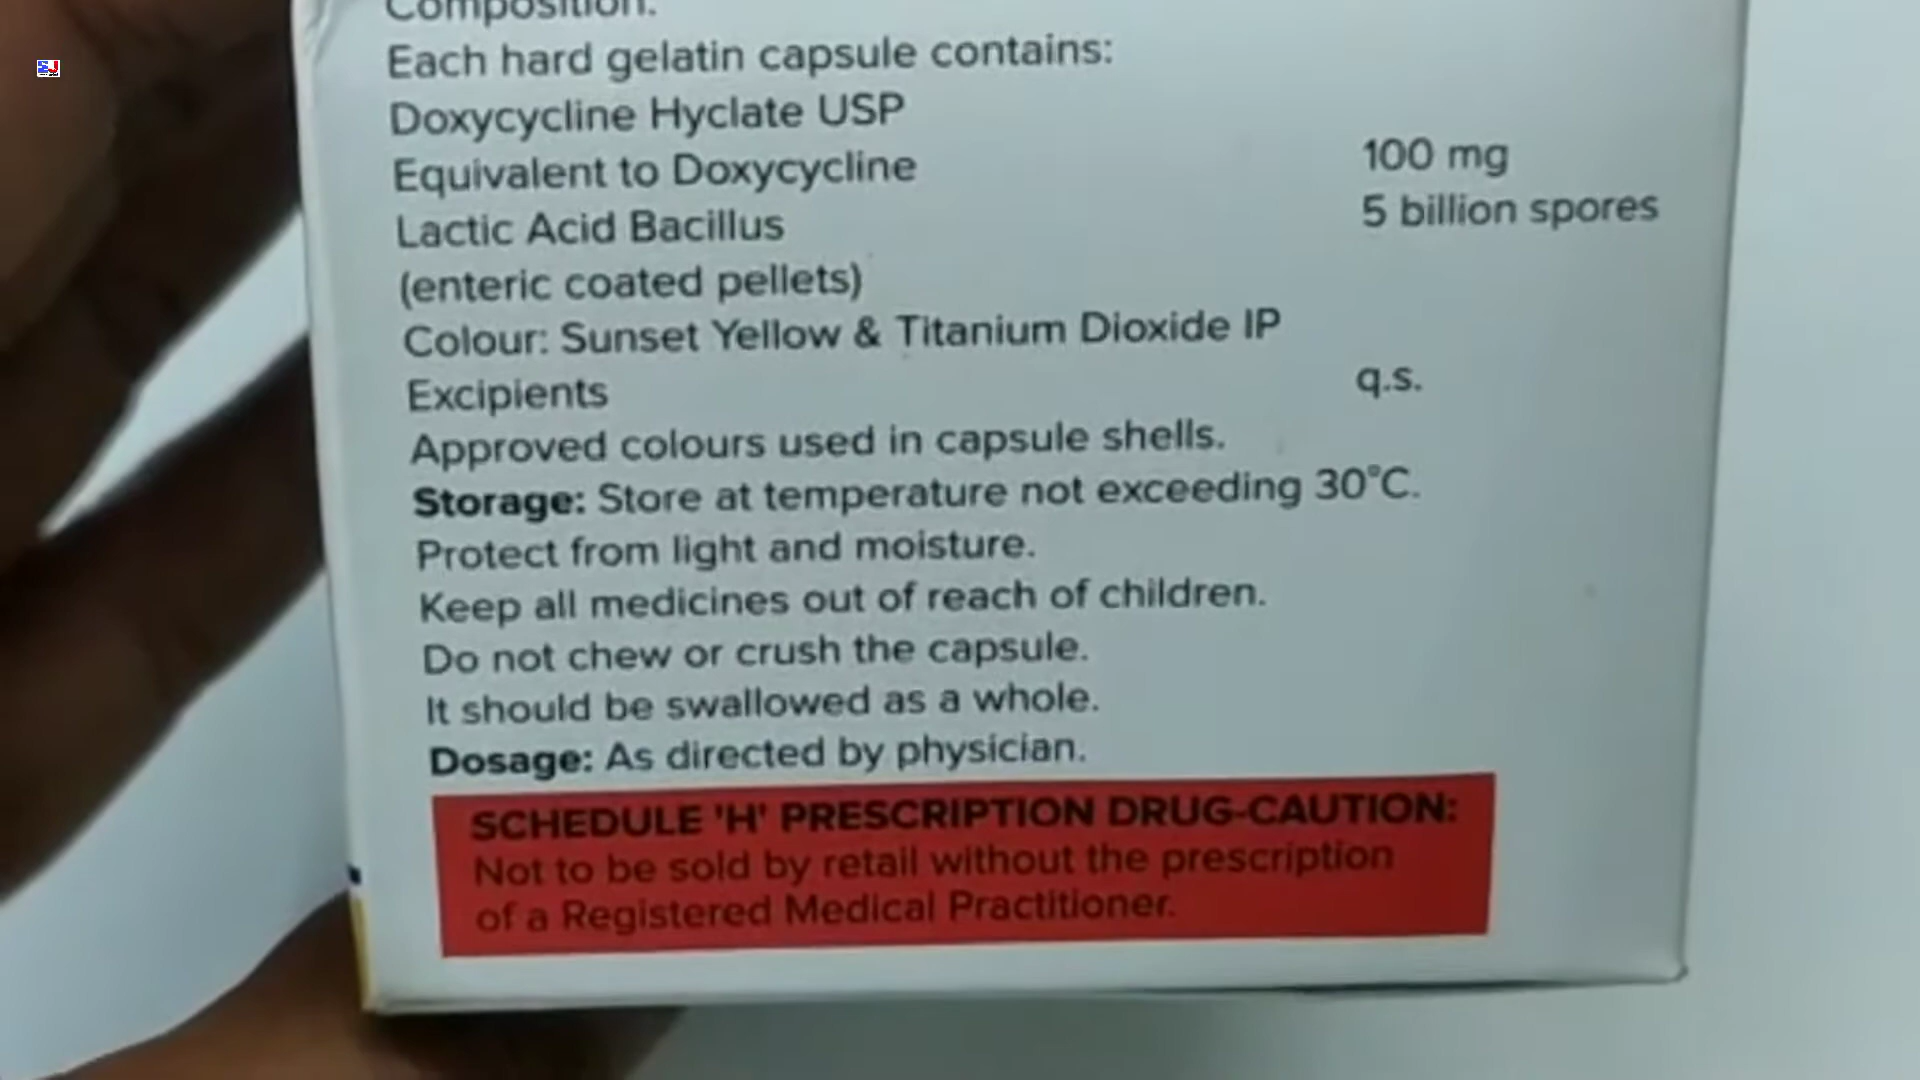 Composition:
Each hard gelatin capsule contains:
Doxycycline Hyclate USP
Equivalent to Doxycycline 100 mg
Lactic Acid Bacillus 5 billion spores
(enteric coated pellets)
Colour: Sunset Yellow & Titanium Dioxide IP
Excipients q.s.
Approved colours used in capsule shells.
Storage: Store at temperature not exceeding 30°C.
Protect from light and moisture.
Keep all medicines out of reach of children.
Do not chew or crush the capsule.
It should be swallowed as a whole.
Dosage: As directed by physician.
SCHEDULE 'H' PRESCRIPTION DRUG-CAUTION:
Not to be sold by retail without the prescription
of a Registered Medical Practitioner.